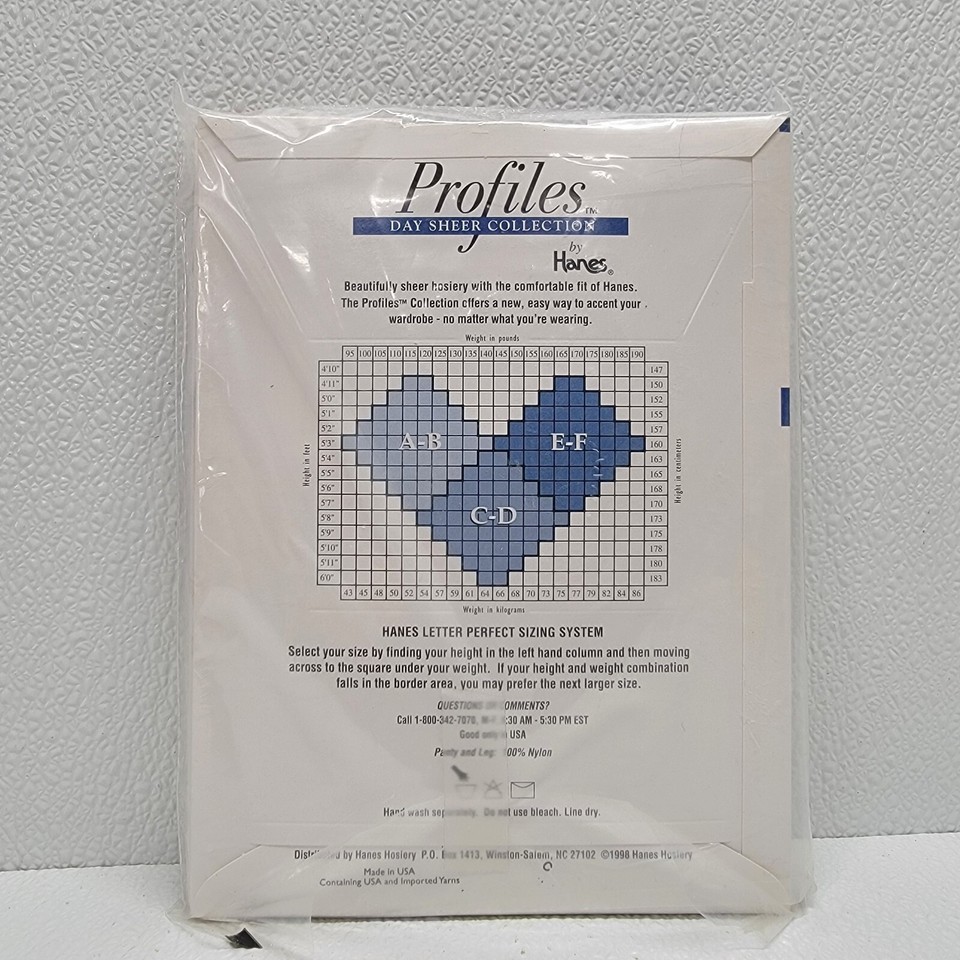 Profiles™
DAY SHEER COLLECTION
by
Hanes®
Beautifully sheer hosiery with the comfortable fit of Hanes.
The Profiles™ Collection offers a new, easy way to accent your
wardrobe - no matter what you're wearing.
Weight in pounds
95 100 105 110 115 120 125 130 135 140 145 150 155 160 165 170 175 180 185 190
4'10" 147
4'11" 150
5'0" 152
5'1" 155
5'2" 157
5'3" A-B E-F 160
5'4" 163
5'5" 165
5'6" 168
5'7" 170
5'8" C-D 173
5'9" 175
5'10" 178
5'11" 180
6'0" 183
43 45 48 50 52 54 57 59 61 64 66 68 70 73 75 77 79 82 84 86
Height in feet
Height in centimeters
Weight in kilograms
HANES LETTER PERFECT SIZING SYSTEM
Select your size by finding your height in the left hand column and then moving
across to the square under your weight. If your height and weight combination
falls in the border area, you may prefer the next larger size.
QUESTIONS OR COMMENTS?
Call 1-800-342-7070, :30 AM - 5:30 PM EST
Good only in USA
Panty and Leg: 100% Nylon
Hand wash separately. Do not use bleach. Line dry.
Distributed by Hanes Hosiery P.O. Box 1413, Winston-Salem, NC 27102 ©1998 Hanes Hosiery
Made in USA
Containing USA and Imported Yarns